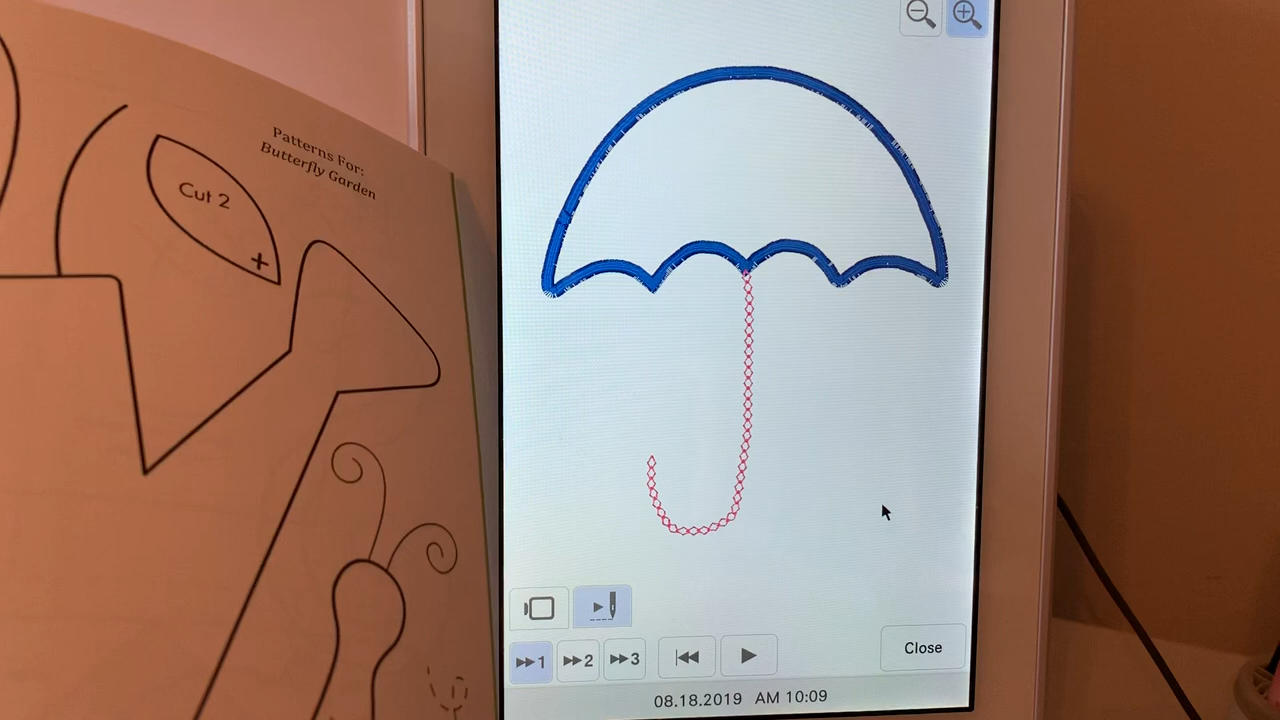 Patterns For:
Butterfly Garden
Cut 2
+
1
2
3
Close
08.18.2019 AM 10:09